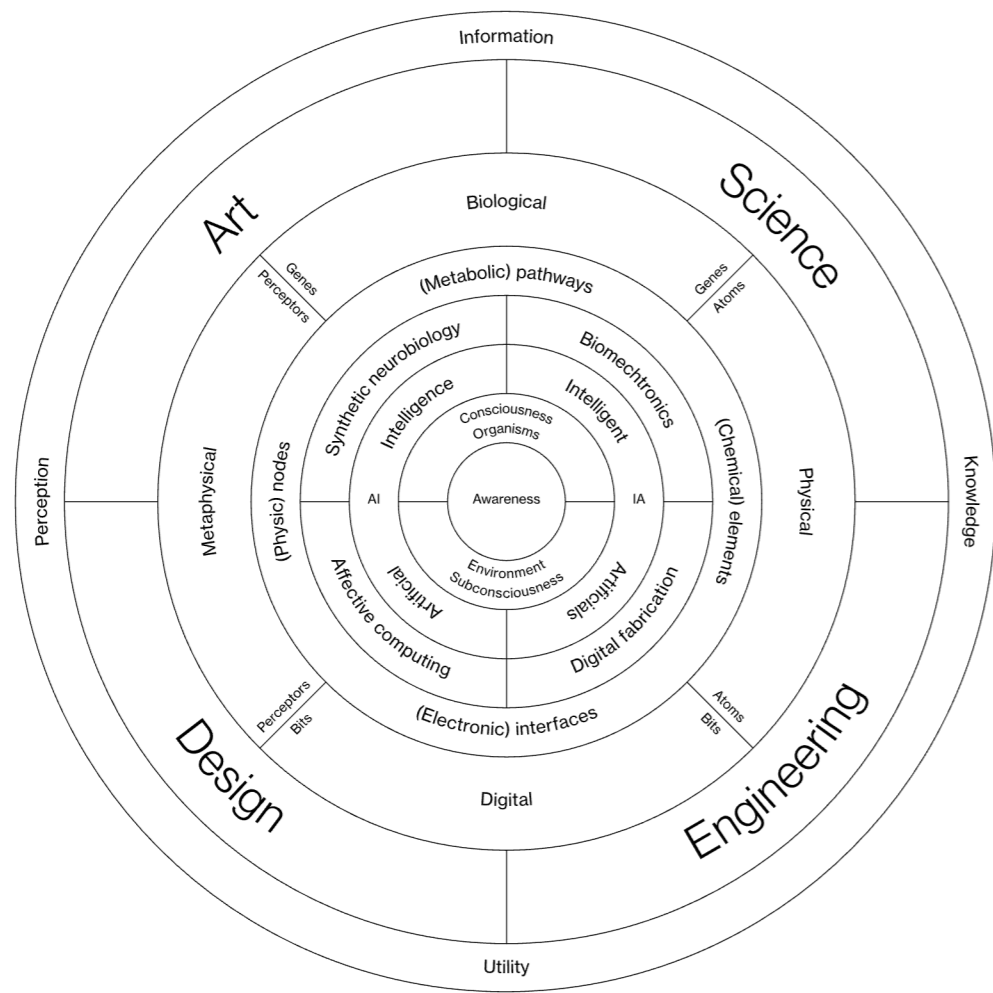 Information
Art
Science
Biological
Genes
Perceptors
Genes
Atoms
(Metabolic) pathways
Synthetic neurobiology
Biomechtronics
Intelligence
Intelligent
Consciousness
Organisms
Perception
Metaphysical
(Physic) nodes
AI
Awareness
IA
(Chemical) elements
Physical
Knowledge
Environment
Subconsciousness
Artificial
Artificials
Affective computing
Digital fabrication
Perceptors
Bits
Atoms
Bits
(Electronic) interfaces
Design
Engineering
Digital
Utility